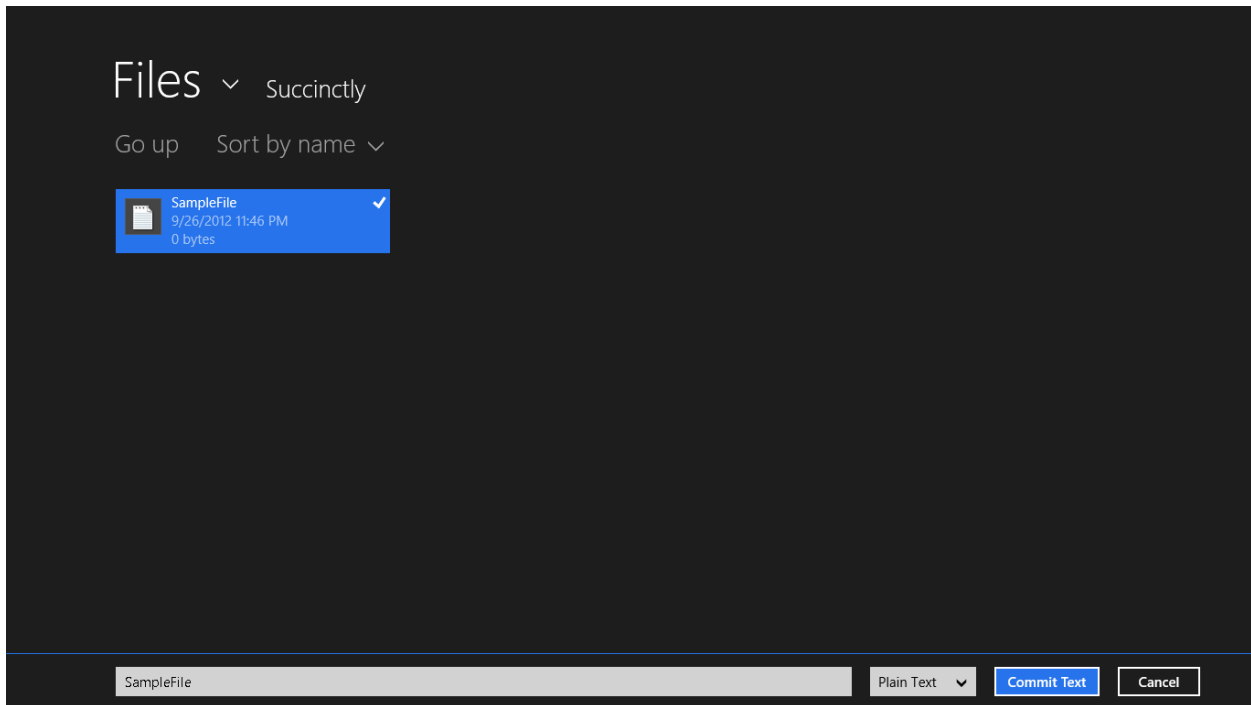 Files Succinctly
Go up Sort by name
SampleFile
9/26/2012 11:46 PM
0 bytes
SampleFile Plain Text Commit Text Cancel